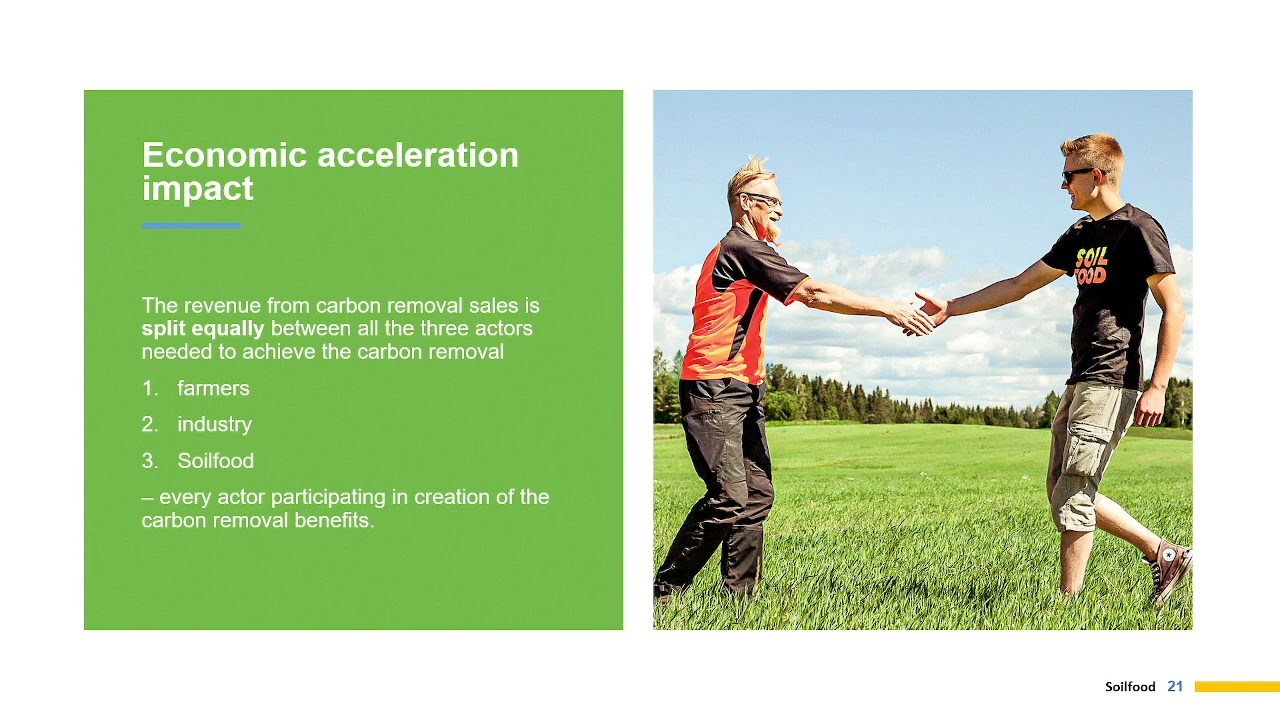 Economic acceleration
impact
The revenue from carbon removal sales is
split equally between all the three actors
needed to achieve the carbon removal
1. farmers
2. industry
3. Soilfood
– every actor participating in creation of the
carbon removal benefits.
SOIL
FOOD
Soilfood 21